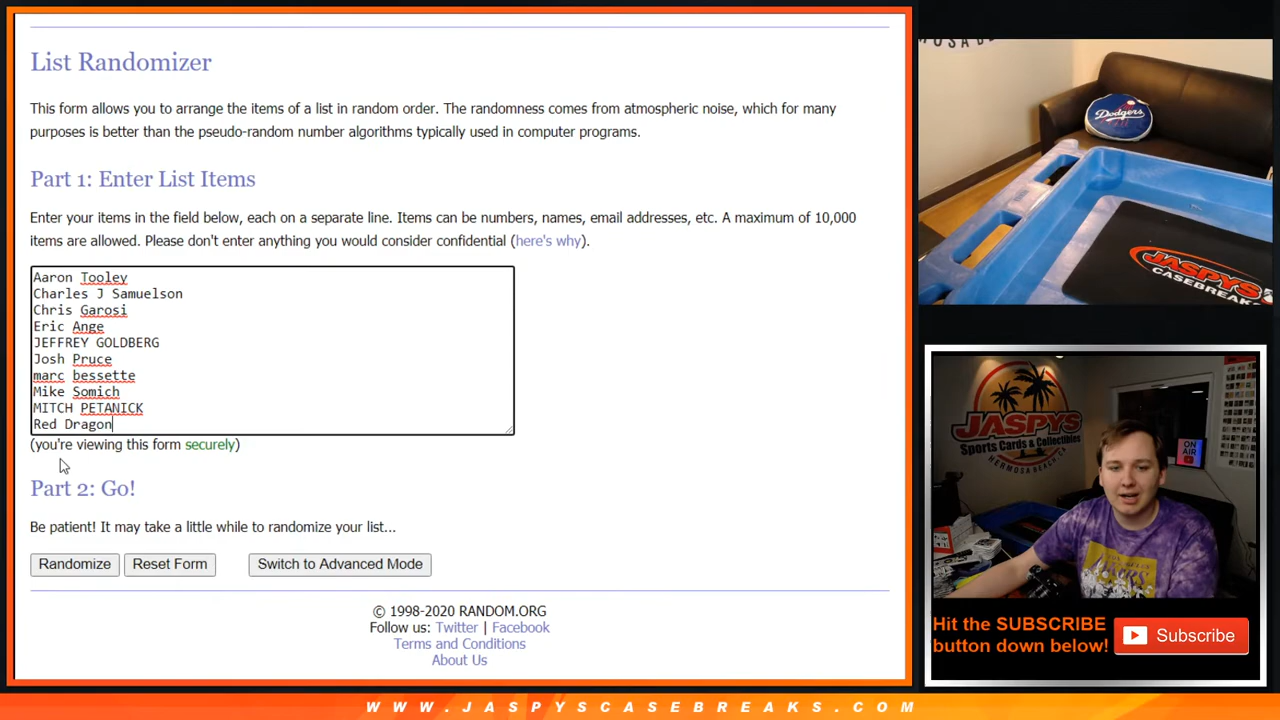 List Randomizer
This form allows you to arrange the items of a list in random order. The randomness comes from atmospheric noise, which for many
purposes is better than the pseudo-random number algorithms typically used in computer programs.
Part 1: Enter List Items
Enter your items in the field below, each on a separate line. Items can be numbers, names, email addresses, etc. A maximum of 10,000
items are allowed. Please don't enter anything you would consider confidential (here's why).
Aaron Tooley
Charles J Samuelson
Chris Garosi
Eric Ange
JEFFREY GOLDBERG
Josh Pruce
marc bessette
Mike Somich
MITCH PETANICK
Red Dragon
(you're viewing this form securely)
Part 2: Go!
Be patient! It may take a little while to randomize your list...
Randomize Reset Form Switch to Advanced Mode
© 1998-2020 RANDOM.ORG
Follow us: Twitter | Facebook
Terms and Conditions
About Us
Dodgers
JASPYS
CASEBREAKS
JASPYS
Sports Cards & Collectibles
HERMOSA BEACH, CA
Hit the SUBSCRIBE
button down below!
Subscribe
WWW.JASPYSCASEBREAKS.COM